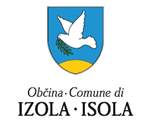 Občina · Comune di
IZOLA · ISOLA